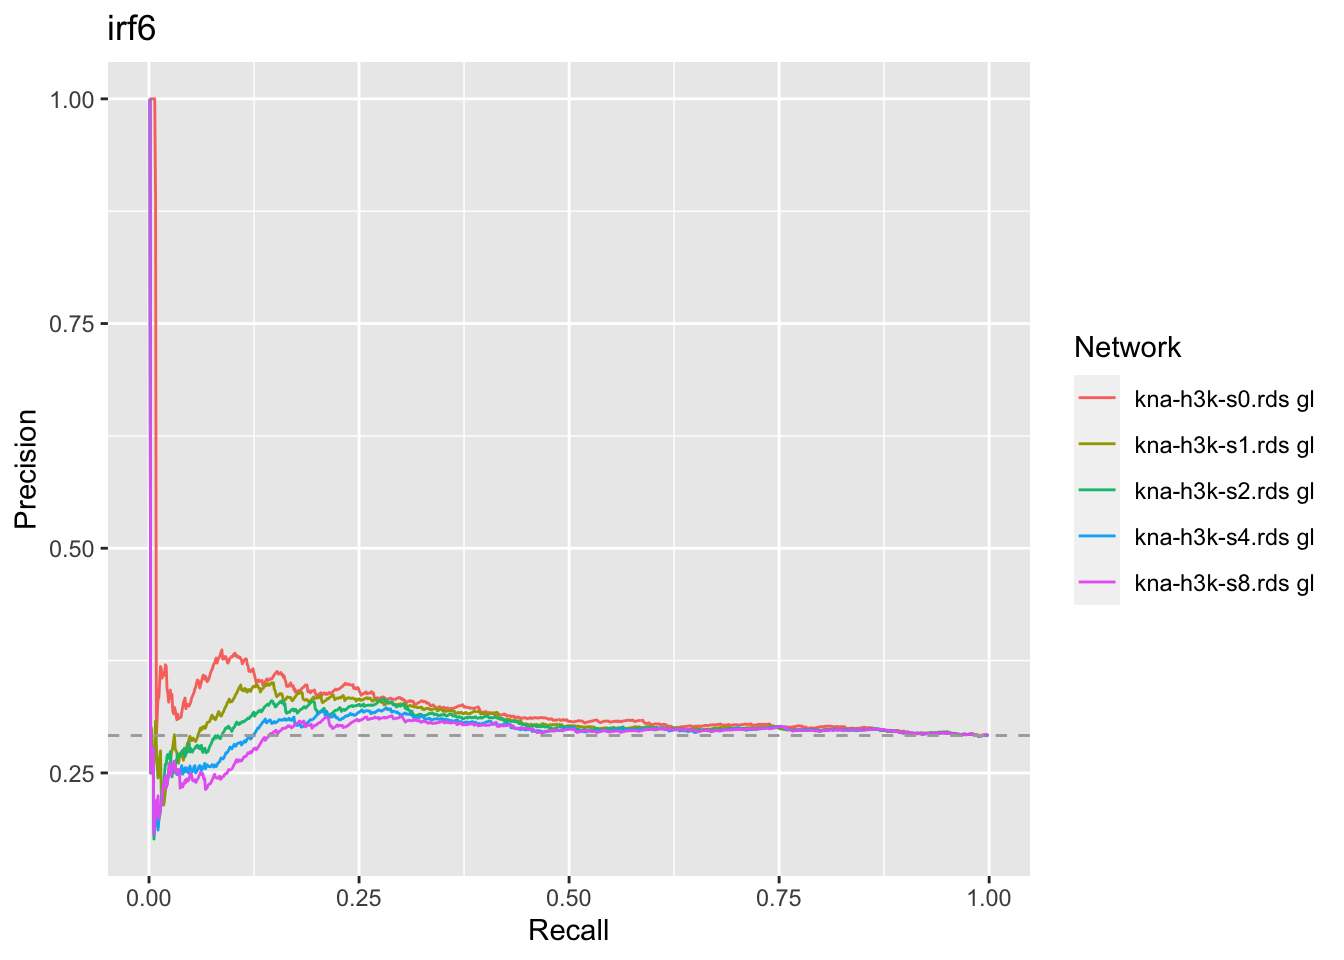 irf6
1.00
0.75
0.50
0.25
Precision
0.00 0.25 0.50 0.75 1.00
Recall
Network
kna-h3k-s0.rds gl
kna-h3k-s1.rds gl
kna-h3k-s2.rds gl
kna-h3k-s4.rds gl
kna-h3k-s8.rds gl